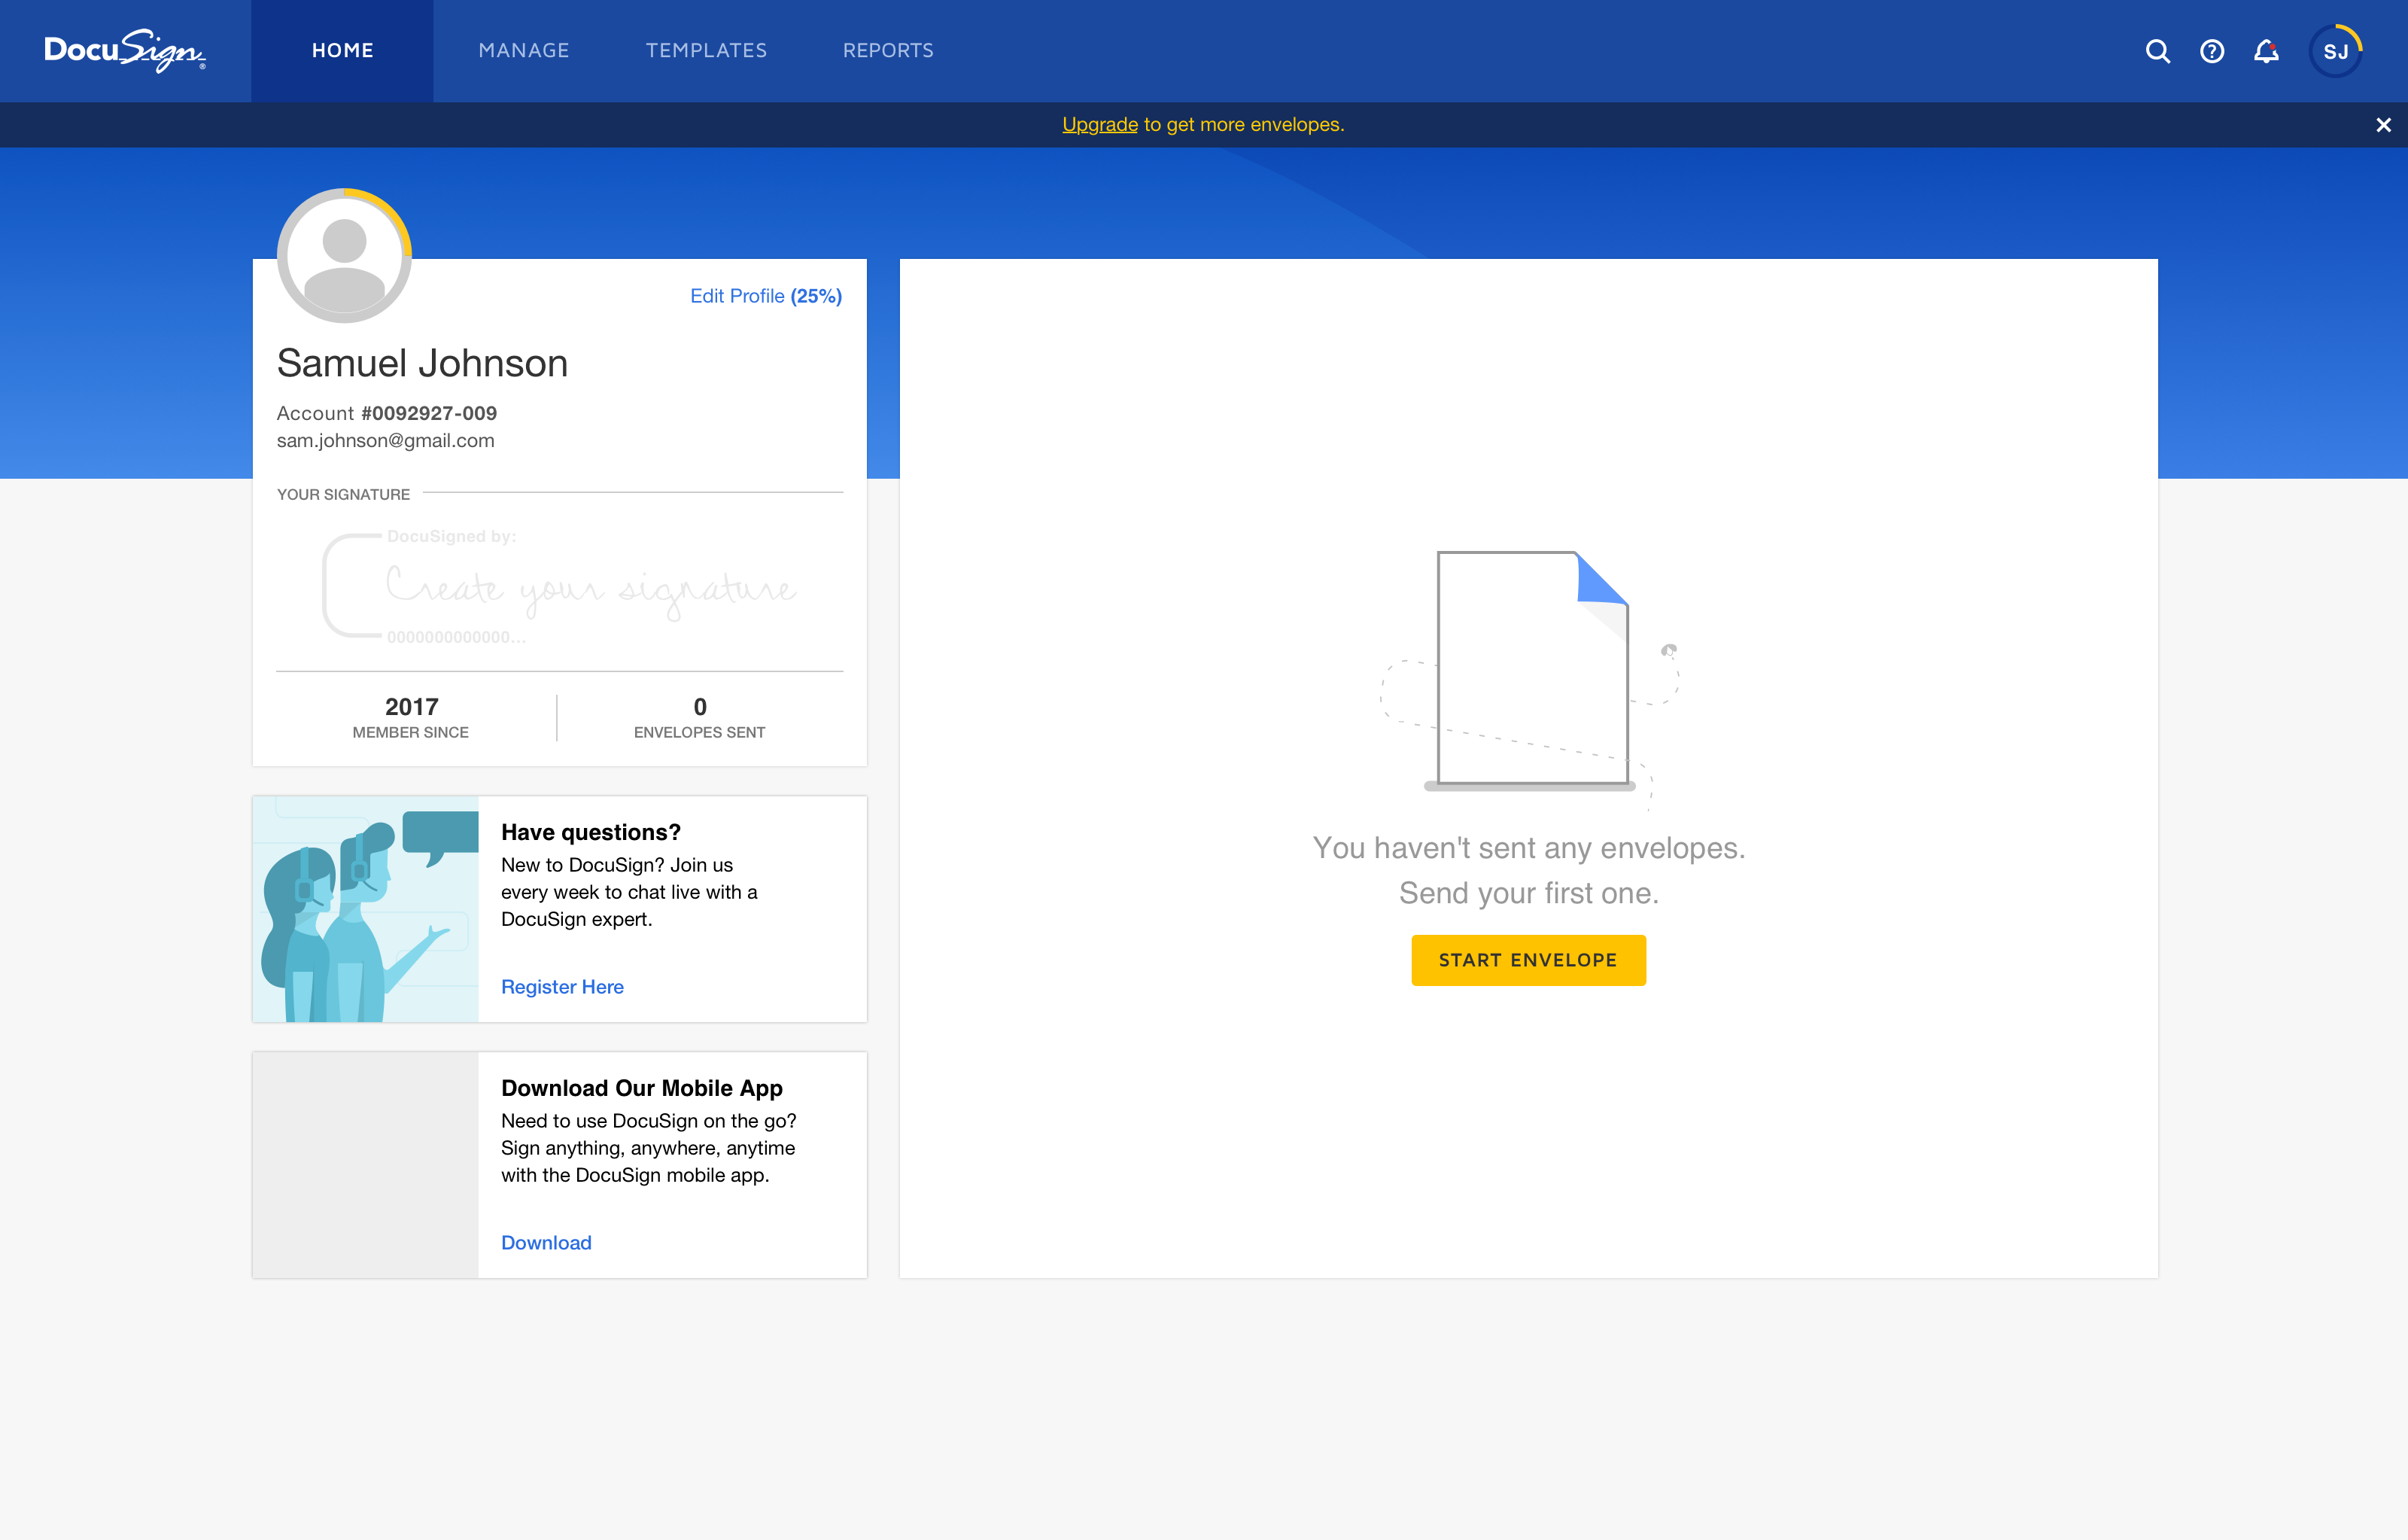 DocuSign®
HOME
MANAGE
TEMPLATES
REPORTS
SJ
Upgrade to get more envelopes.
Edit Profile (25%)
Samuel Johnson
Account #0092927-009
sam.johnson@gmail.com
YOUR SIGNATURE
DocuSigned by:
Create your signature
0000000000000...
2017
MEMBER SINCE
0
ENVELOPES SENT
Have questions?
New to DocuSign? Join us
every week to chat live with a
DocuSign expert.
Register Here
Download Our Mobile App
Need to use DocuSign on the go?
Sign anything, anywhere, anytime
with the DocuSign mobile app.
Download
You haven't sent any envelopes.
Send your first one.
START ENVELOPE